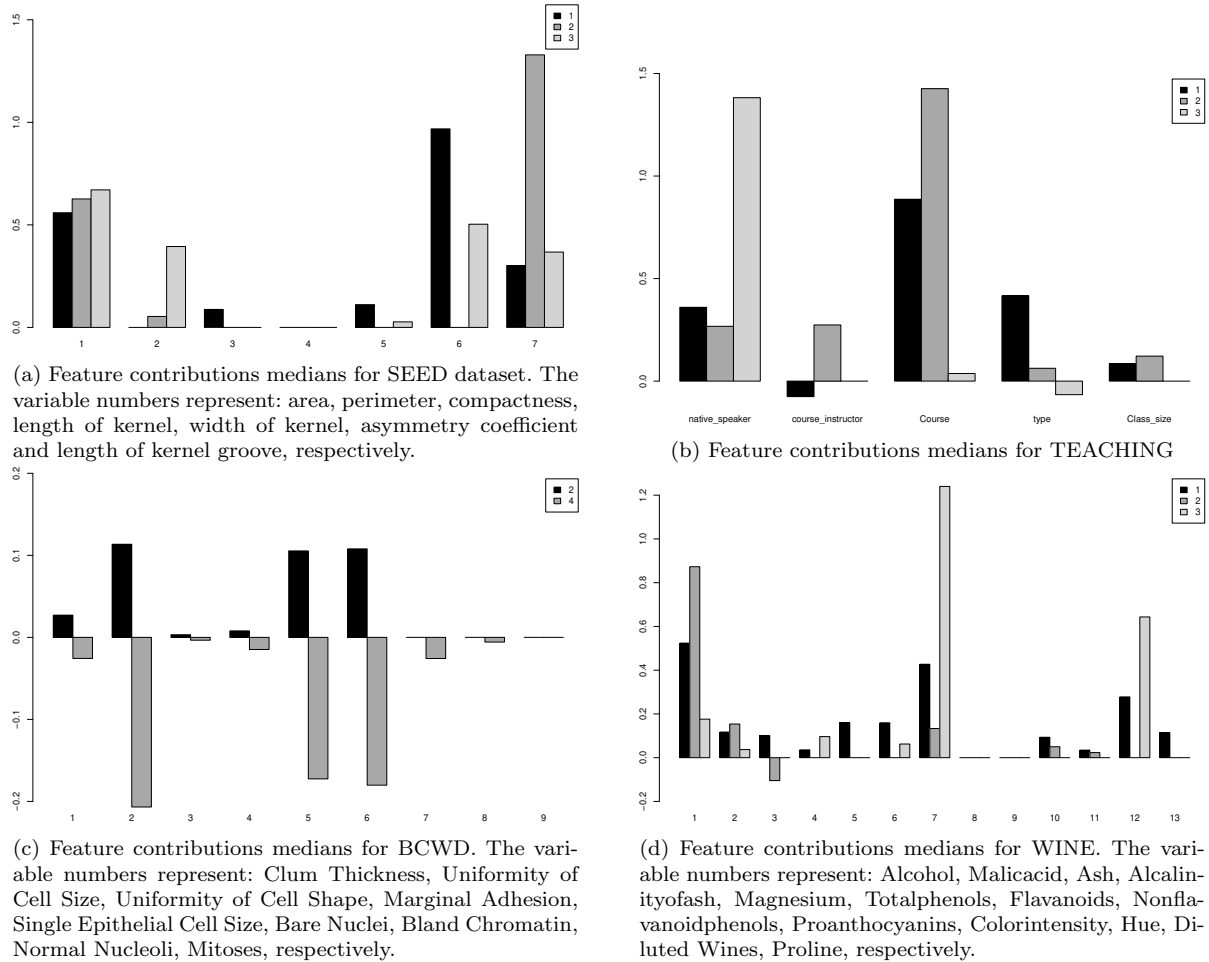 1.5
1.0
0.5
0.0
1
2
3
1 2 3 4 5 6 7
(a) Feature contributions medians for SEED dataset. The
variable numbers represent: area, perimeter, compactness,
length of kernel, width of kernel, asymmetry coefficient
and length of kernel groove, respectively.
1.5
1.0
0.5
0.0
1
2
3
native_speaker course_instructor Course type Class_size
(b) Feature contributions medians for TEACHING
0.2
0.1
0.0
−0.1
−0.2
2
4
1 2 3 4 5 6 7 8 9
(c) Feature contributions medians for BCWD. The vari-
able numbers represent: Clum Thickness, Uniformity of
Cell Size, Uniformity of Cell Shape, Marginal Adhesion,
Single Epithelial Cell Size, Bare Nuclei, Bland Chromatin,
Normal Nucleoli, Mitoses, respectively.
1.2
1.0
0.8
0.6
0.4
0.2
0.0
−0.2
1
2
3
1 2 3 4 5 6 7 8 9 10 11 12 13
(d) Feature contributions medians for WINE. The vari-
able numbers represent: Alcohol, Malicacid, Ash, Alcalin-
ityofash, Magnesium, Totalphenols, Flavanoids, Nonfla-
vanoidphenols, Proanthocyanins, Colorintensity, Hue, Di-
luted Wines, Proline, respectively.